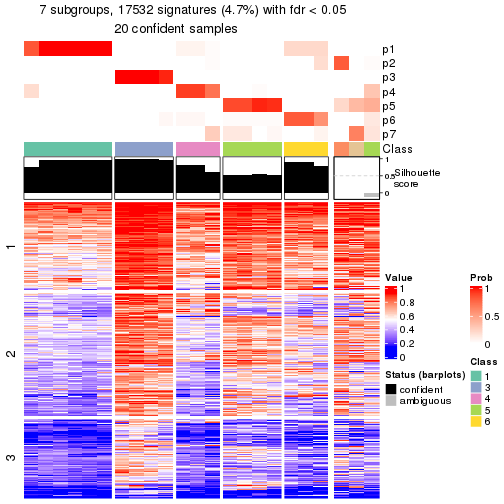 7 subgroups, 17532 signatures (4.7%) with fdr < 0.05
20 confident samples
p1
p2
p3
p4
p5
p6
p7
Class
1
0.5
0
Silhouette
score
1
2
3
Value
1
0.8
0.6
0.4
0.2
0
Prob
1
0.5
0
Status (barplots)
confident
ambiguous
Class
1
3
4
5
6